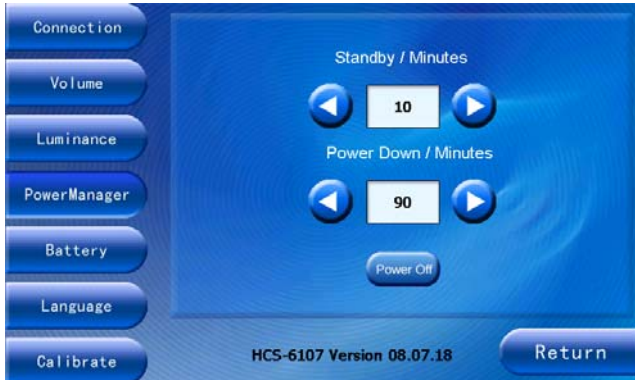 Connection
Volume
Luminance
PowerManager
Battery
Language
Calibrate
Standby / Minutes
10
Power Down / Minutes
90
Power Off
HCS-6107 Version 08.07.18
Return